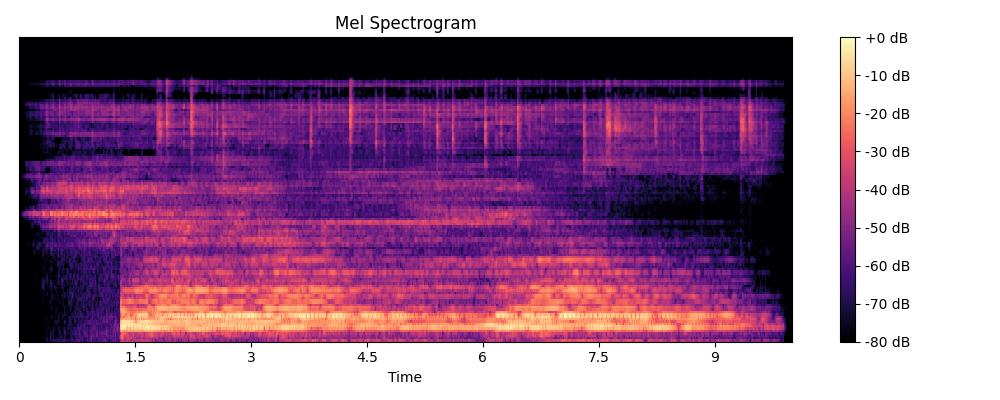 Mel Spectrogram
+0 dB
-10 dB
-20 dB
-30 dB
-40 dB
-50 dB
-60 dB
-70 dB
-80 dB
0 1.5 3 4.5 6 7.5 9
Time